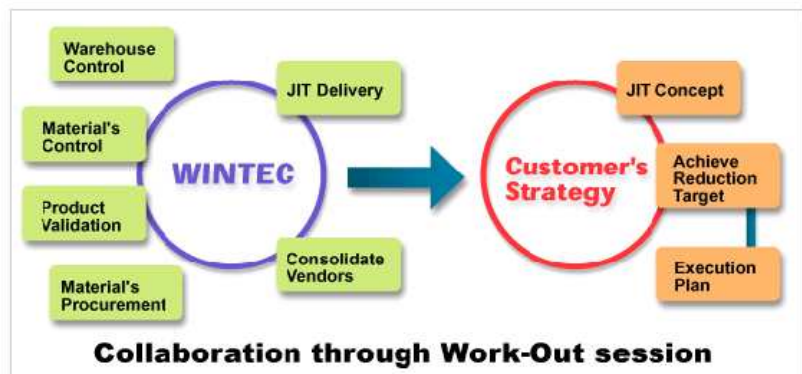 Warehouse
Control
JIT Delivery
Material's
Control
WINTEC
Product
Validation
Consolidate
Vendors
Material's
Procurement
JIT Concept
Customer's
Strategy
Achieve
Reduction
Target
Execution
Plan
Collaboration through Work-Out session